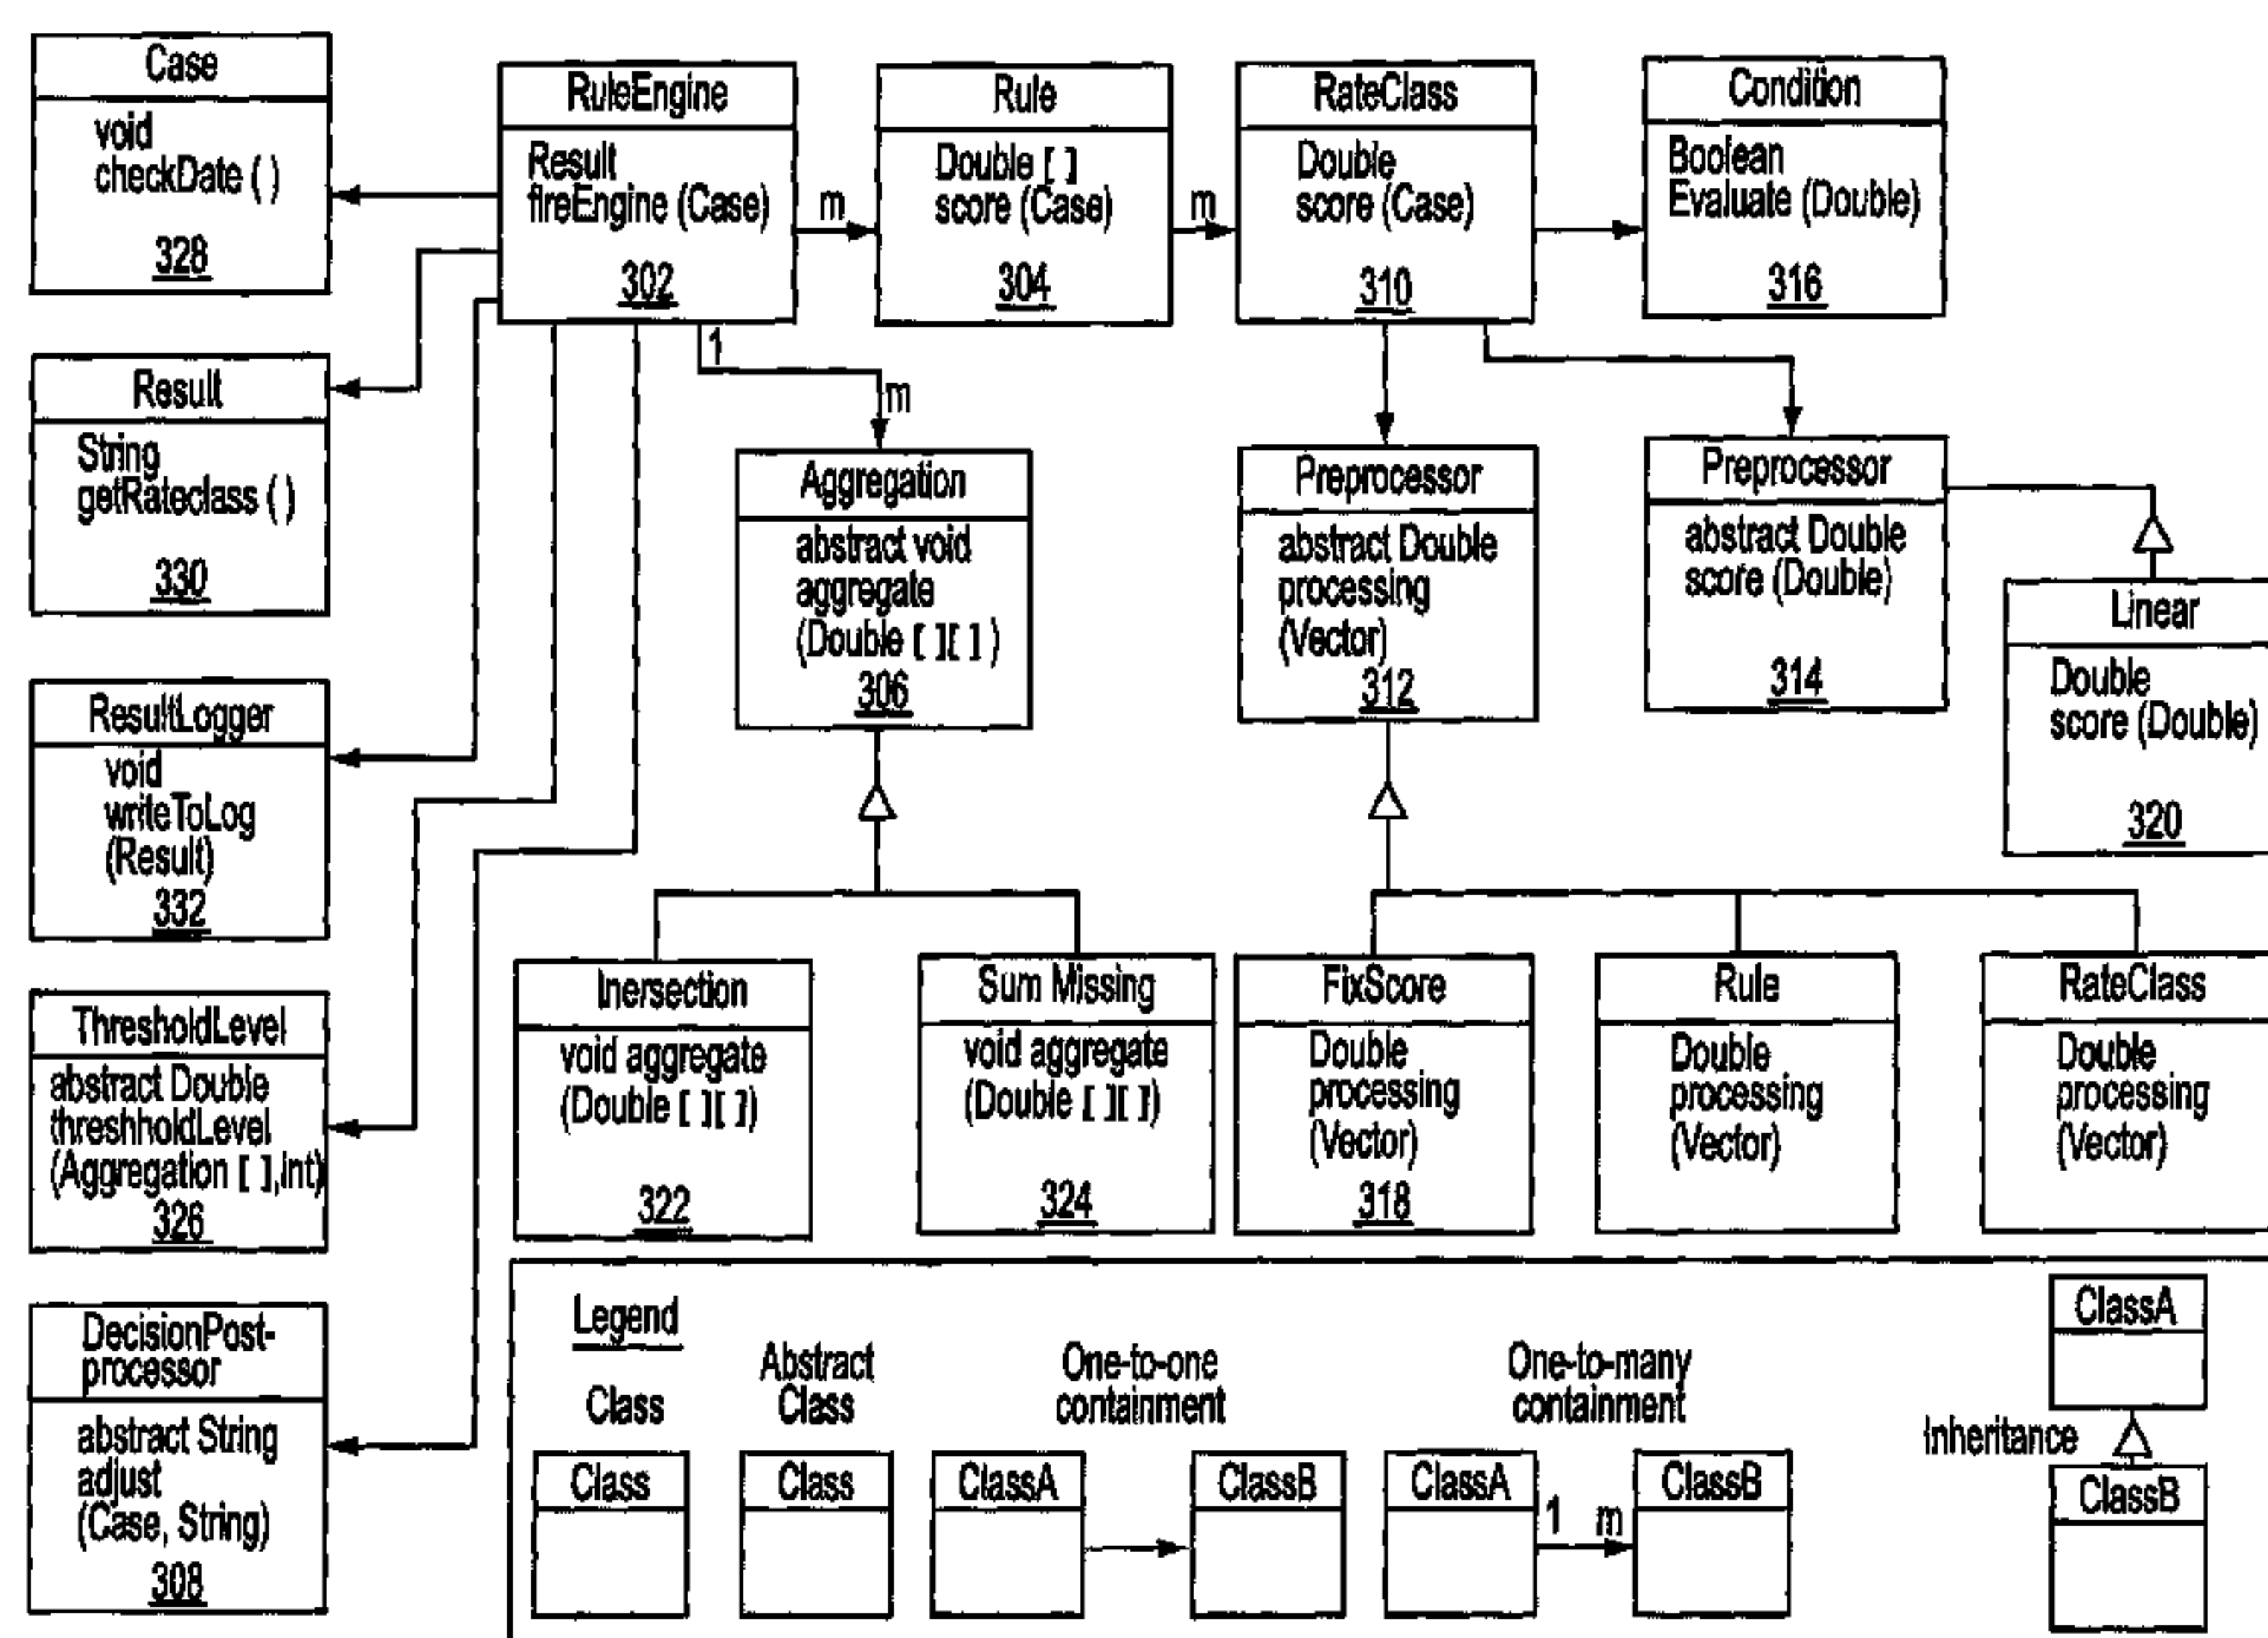 Case
void
checkDate ( )
328
RuleEngine
Result
fireEngine (Case)
302
m
Rule
Double [ ]
score (Case)
304
m
RateClass
Double
score (Case)
310
Condition
Boolean
Evaluate (Double)
316
1
m
Result
String
getRateclass ( )
330
Aggregation
abstract void
aggregate
(Double [ ][ ] )
306
Preprocessor
abstract Double
processing
(Vector)
312
Preprocessor
abstract Double
score (Double)
314
Linear
Double
score (Double)
320
ResultLogger
void
writeToLog
(Result)
332
ThresholdLevel
abstract Double
threshholdLevel
(Aggregation [ ],int)
326
Inersection
void aggregate
(Double [ ][ ])
322
Sum Missing
void aggregate
(Double [ ][ ])
324
FixScore
Double
processing
(Vector)
318
Rule
Double
processing
(Vector)
RateClass
Double
processing
(Vector)
DecisionPost-
processor
abstract String
adjust
(Case, String)
308
Legend
Class
Class
Abstract
Class
Class
One-to-one
containment
ClassA
ClassB
One-to-many
containment
ClassA
1
m
ClassB
Inheritance
ClassA
ClassB